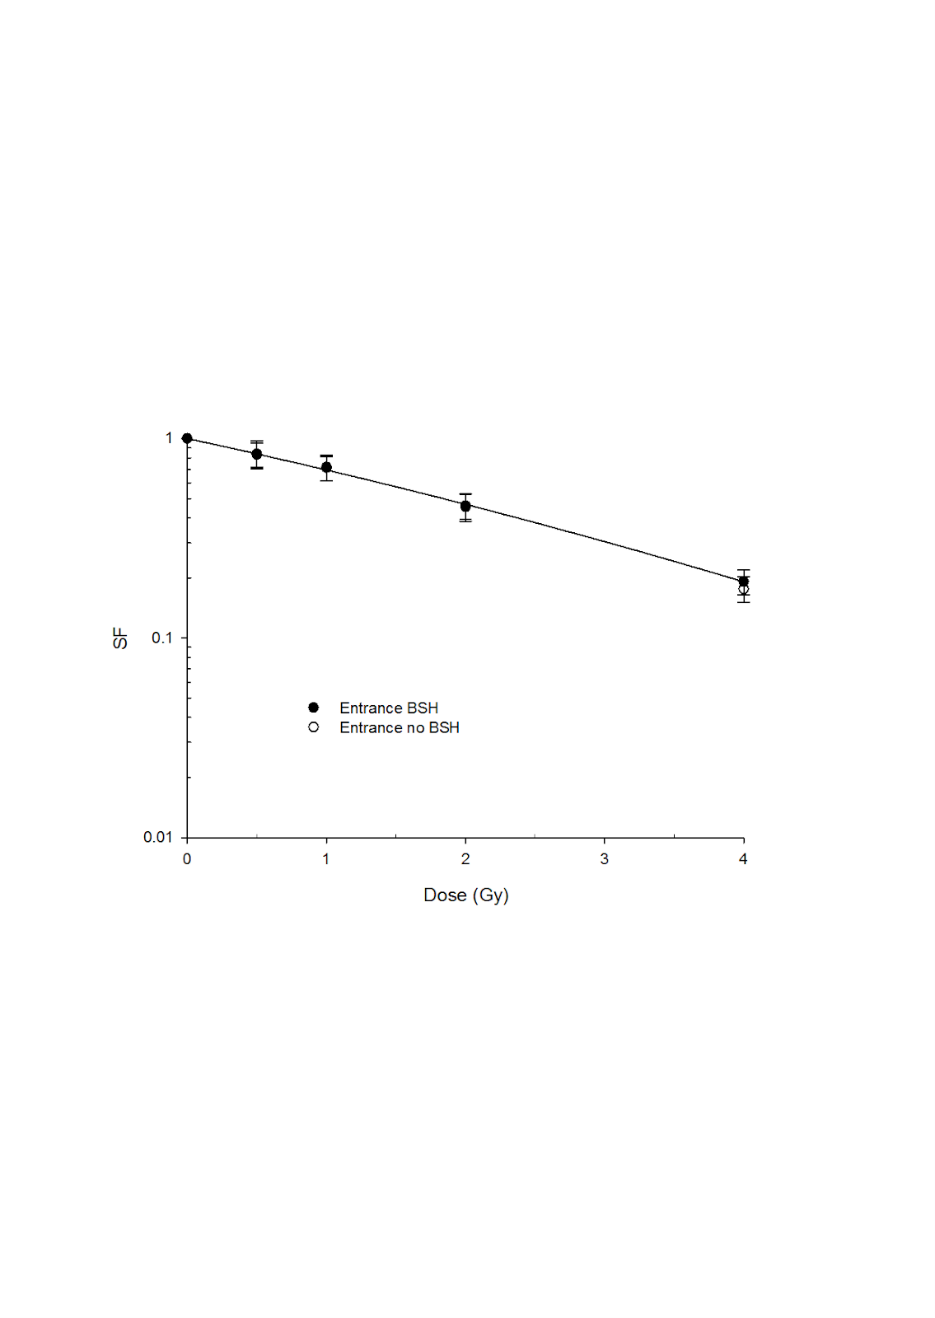 1
0.1
0.01
SF
Entrance BSH
Entrance no BSH
0 1 2 3 4
Dose (Gy)